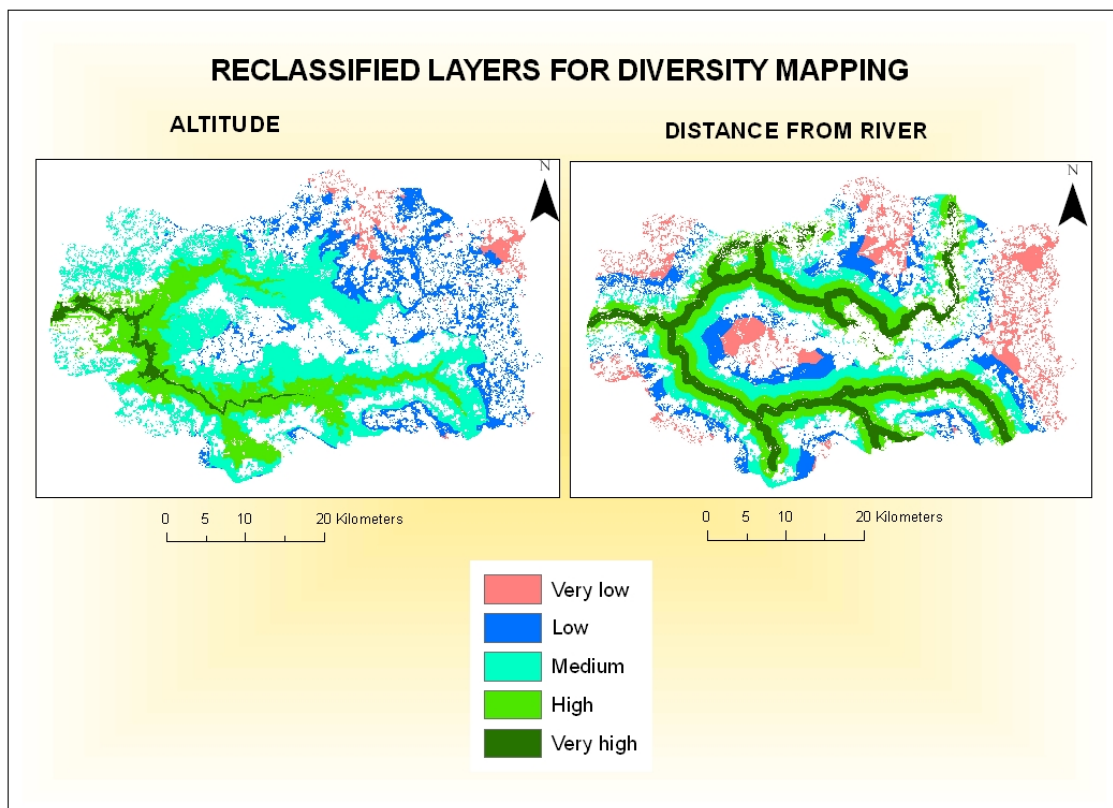 RECLASSIFIED LAYERS FOR DIVERSITY MAPPING
ALTITUDE
DISTANCE FROM RIVER
N
N
0 5 10 20 Kilometers
0 5 10 20 Kilometers
Very low
Low
Medium
High
Very high